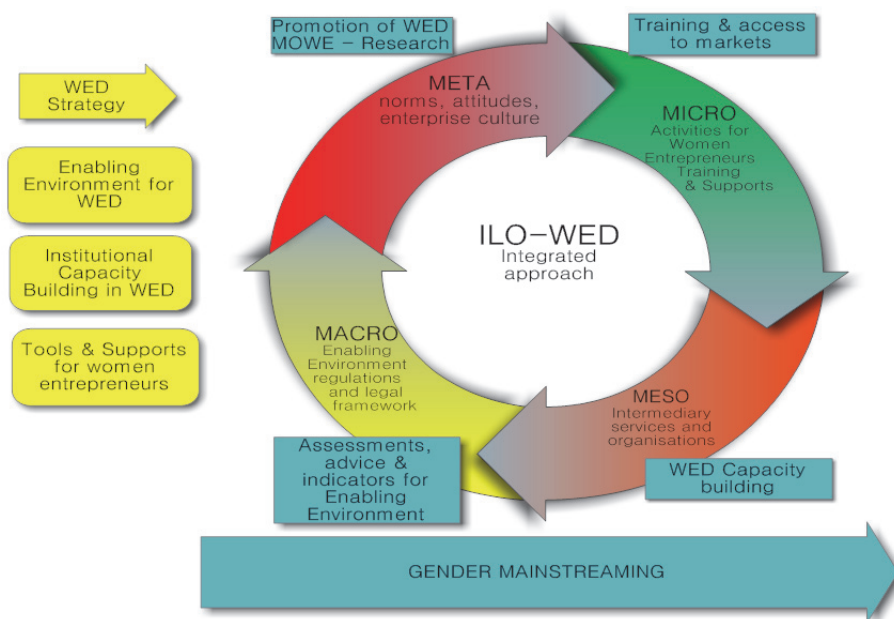 Promotion of WED
MOWE – Research
Training & access
to markets
WED
Strategy
META
norms, attitudes,
enterprise culture
MICRO
Activities for
Women
Entrepreneurs
Training
& Supports
Enabling
Environment for
WED
ILO–WED
Integrated
approach
Institutional
Capacity
Building in WED
MACRO
Enabling
Environment
regulations
and legal
framework
Tools & Supports
for women
entrepreneurs
MESO
Intermediary
services and
organisations
Assessments,
advice &
indicators for
Enabling
Environment
WED Capacity
building
GENDER MAINSTREAMING